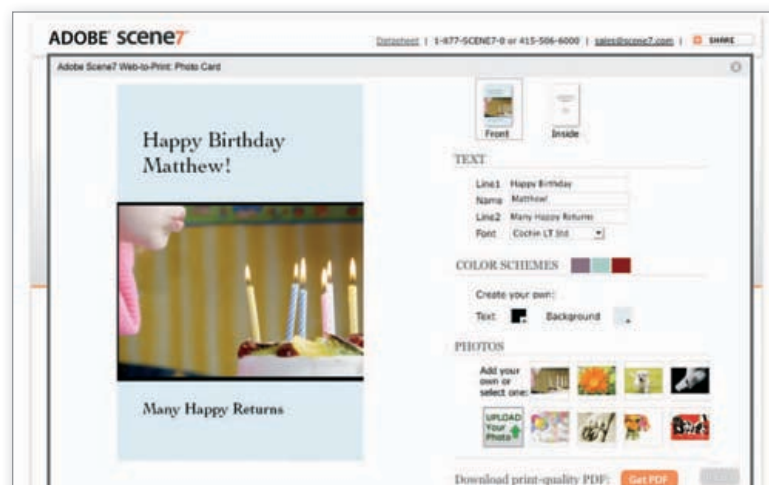 ADOBE® scene7
Datasheet | 1-877-SCENE7-0 or 415-506-6000 | sales@scene7.com | SHARE
Adobe Scene7 Web-to-Print: Photo Card
Happy Birthday
Matthew!
Many Happy Returns
Front
Inside
TEXT
Line1 Happy Birthday
Name Matthew!
Line2 Many Happy Returns
Font Cochin LT Std
COLOR SCHEMES
Create your own:
Text Background
PHOTOS
Add your
own or
select one:
UPLOAD
Your
Photo
Download print-quality PDF: Get PDF